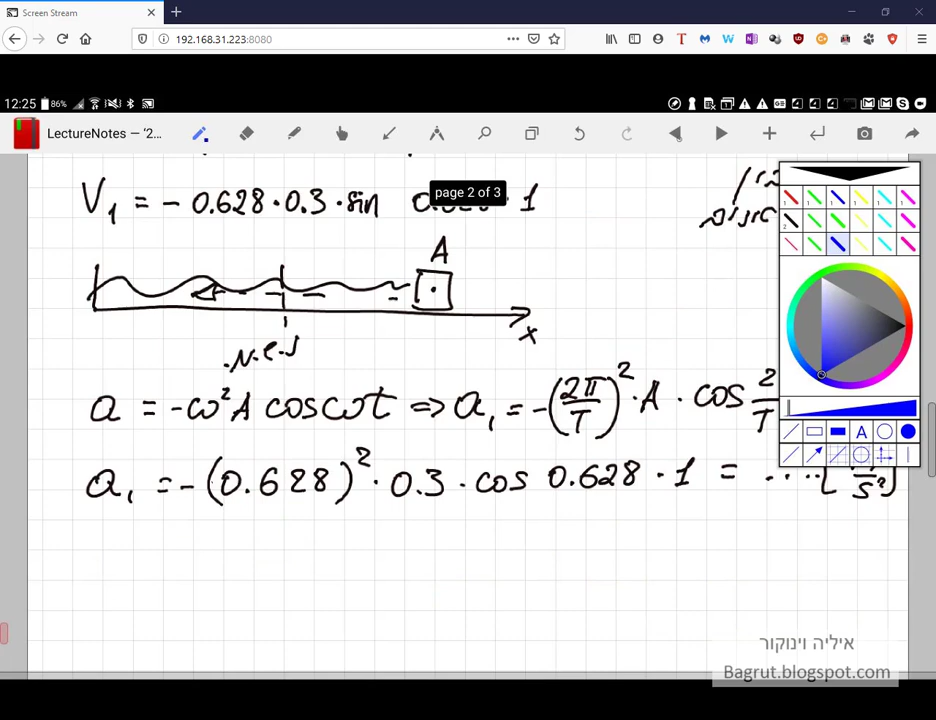 Screen Stream
192.168.31.223:8080
12:25 86%
LectureNotes — ‘2...
page 2 of 3
V₁ = - 0.628 · 0.3 · sin · 1
A
x
a = -ω²A cosωt ⇒ a₁ = -(2π/T)² · A · cos 2/T
a₁ = - (0.628)² · 0.3 · cos 0.628 · 1 = ....
איליה וינוקור
Bagrut.blogspot.com